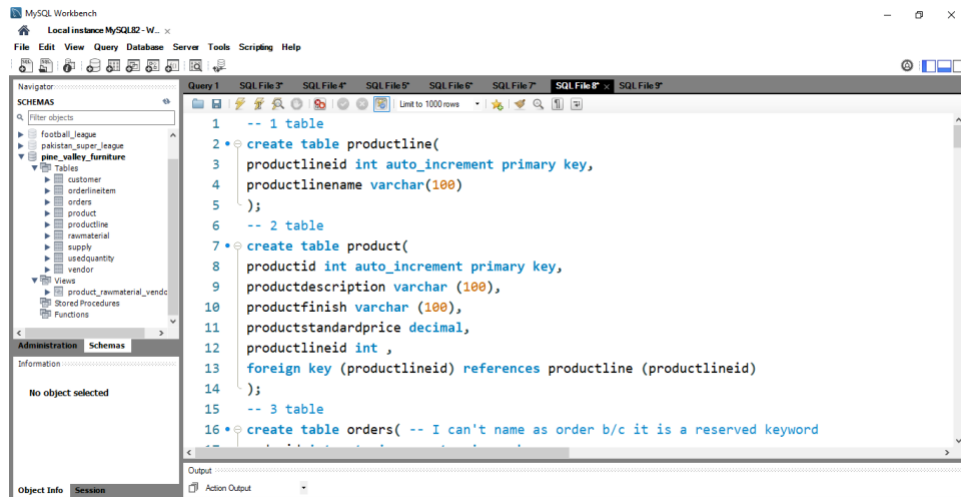 MySQL Workbench
Local instance MySQL82 - W...
File Edit View Query Database Server Tools Scripting Help
Navigator
SCHEMAS
Filter objects
football_league
pakistan_super_league
pine_valley_furniture
Tables
customer
orderlineitem
orders
product
productline
rawmaterial
supply
usedquantity
vendor
Views
product_rawmaterial_vendo
Stored Procedures
Functions
Administration Schemas
Information
No object selected
Object Info Session
Query 1 SQL File 3* SQL File 4* SQL File 5* SQL File 6* SQL File 7* SQL File 8* SQL File 9*
Limit to 1000 rows
1 -- 1 table
2 create table productline(
3 productlineid int auto_increment primary key,
4 productlinename varchar(100)
5 );
6 -- 2 table
7 create table product(
8 productid int auto_increment primary key,
9 productdescription varchar (100),
10 productfinish varchar (100),
11 productstandardprice decimal,
12 productlineid int ,
13 foreign key (productlineid) references productline (productlineid)
14 );
15 -- 3 table
16 create table orders( -- I can't name as order b/c it is a reserved keyword
Output
Action Output